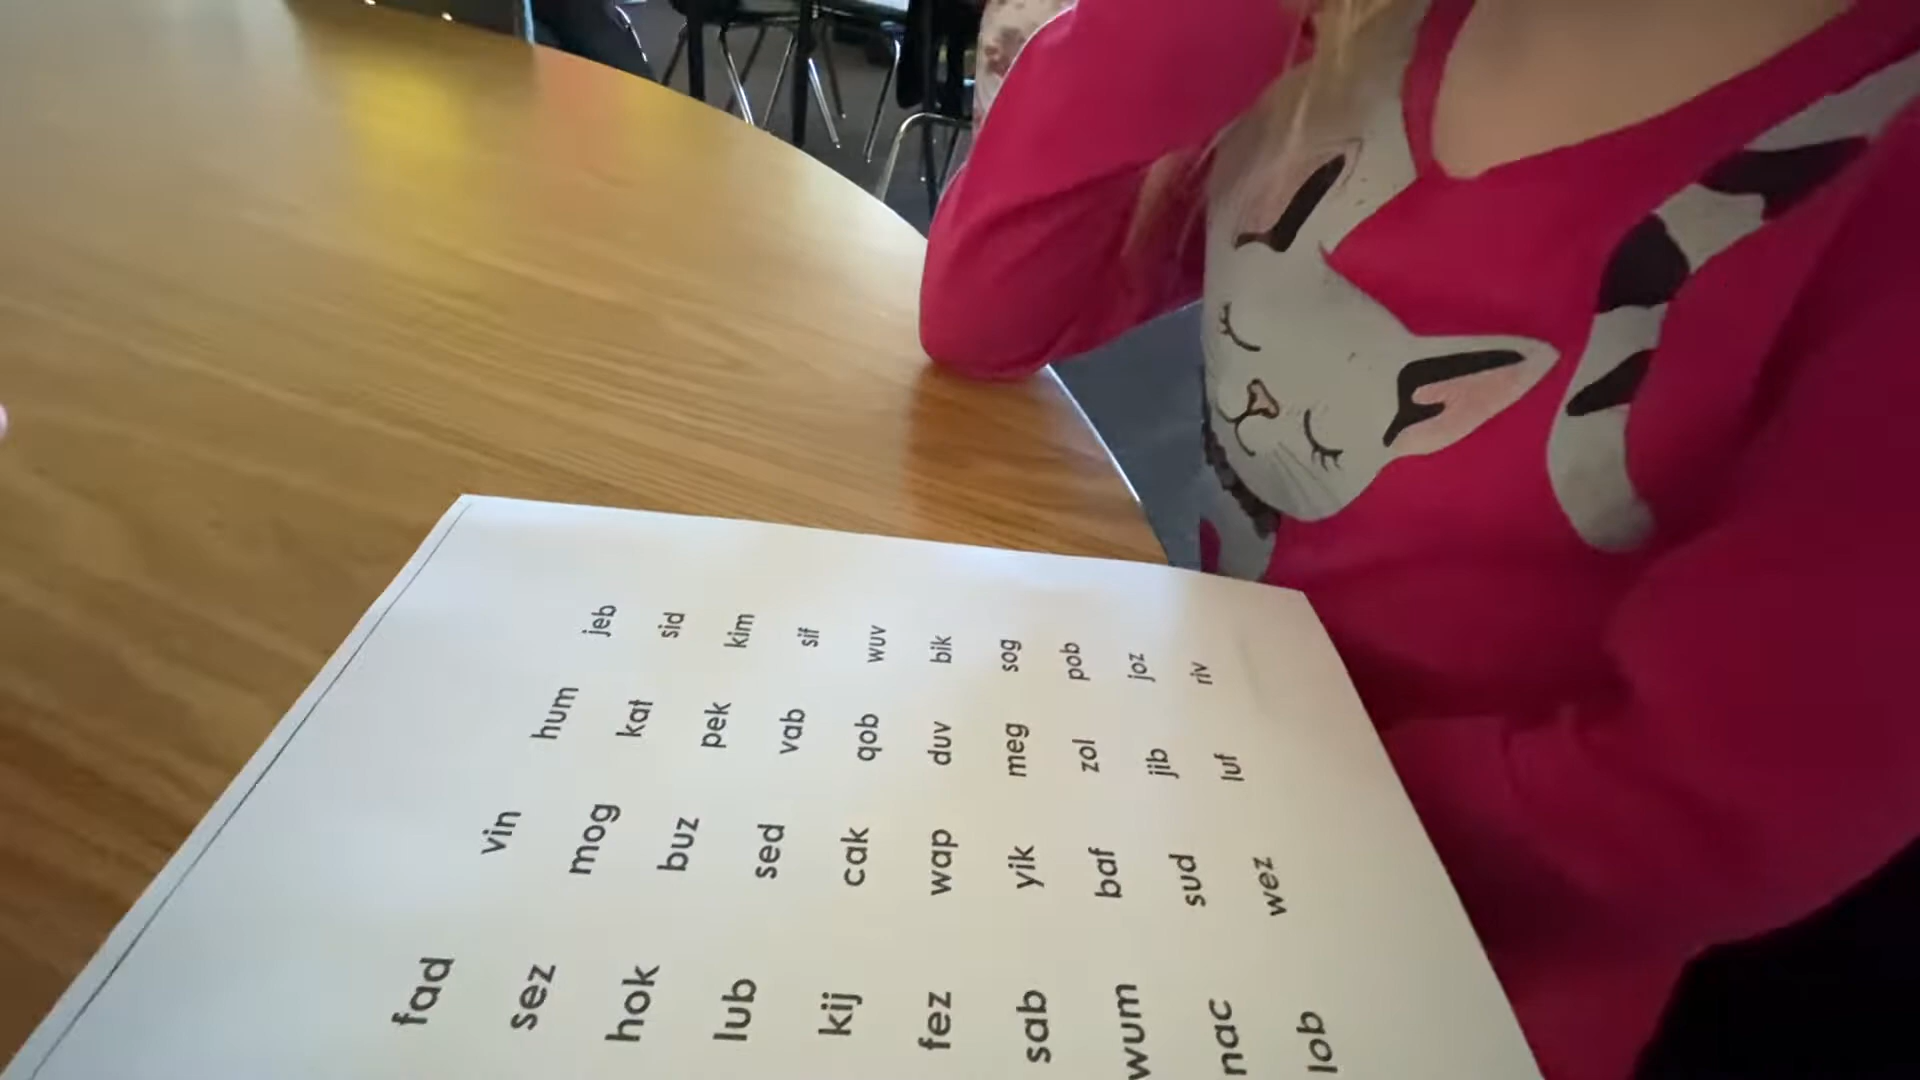 fad vin hum jeb
sez mog kat sid
hok buz pek kim
lub sed vab sif
kij cak qob wuv
fez wap duv bik
sab yik meg sog
wum baf zol pob
nac sud jib joz
lob wez luf riv